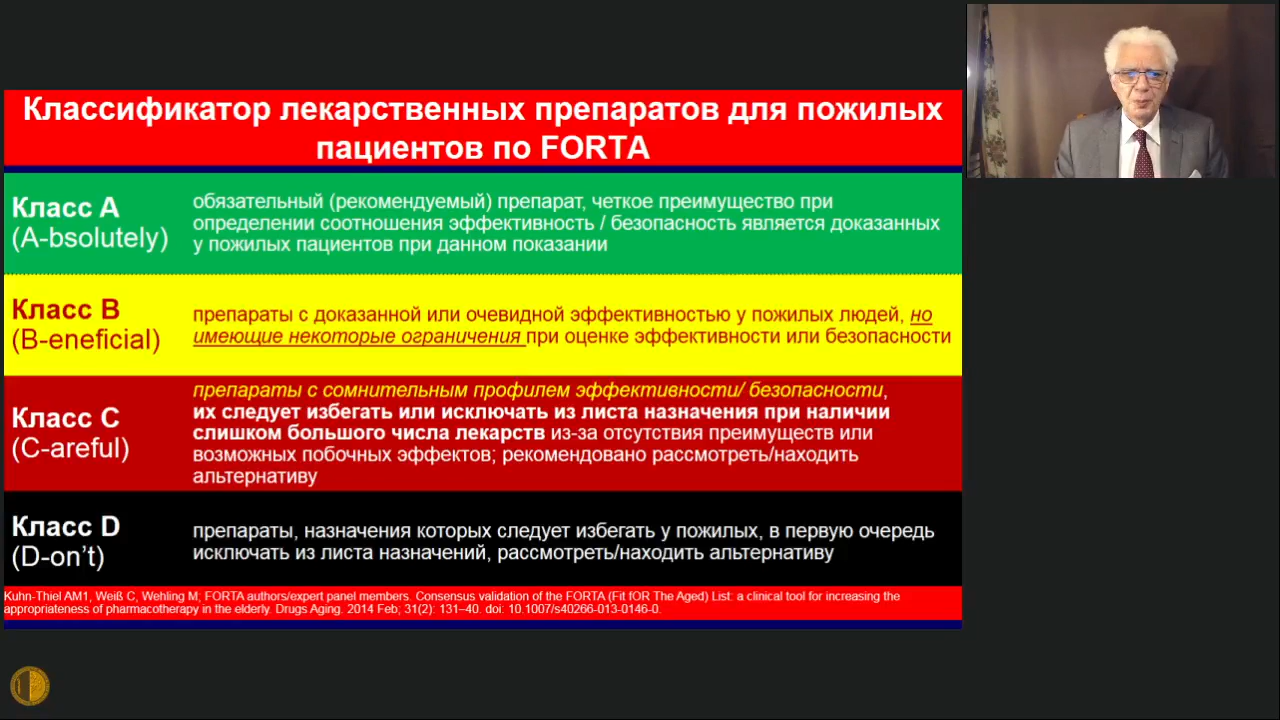 Классификатор лекарственных препаратов для пожилых
пациентов по FORTA
Класс A
(A-bsolutely)
обязательный (рекомендуемый) препарат, четкое преимущество при
определении соотношения эффективность / безопасность является доказанных
у пожилых пациентов при данном показании
Класс B
(B-eneficial)
препараты с доказанной или очевидной эффективностью у пожилых людей, но
имеющие некоторые ограничения при оценке эффективности или безопасности
Класс C
(C-areful)
препараты с сомнительным профилем эффективности/ безопасности,
их следует избегать или исключать из листа назначения при наличии
слишком большого числа лекарств из-за отсутствия преимуществ или
возможных побочных эффектов; рекомендовано рассмотреть/находить
альтернативу
Класс D
(D-on't)
препараты, назначения которых следует избегать у пожилых, в первую очередь
исключать из листа назначений, рассмотреть/находить альтернативу
Kuhn-Thiel AM1, Weiß C, Wehling M; FORTA authors/expert panel members. Consensus validation of the FORTA (Fit fOR The Aged) List: a clinical tool for increasing the
appropriateness of pharmacotherapy in the elderly. Drugs Aging. 2014 Feb; 31(2): 131–40. doi: 10.1007/s40266-013-0146-0.